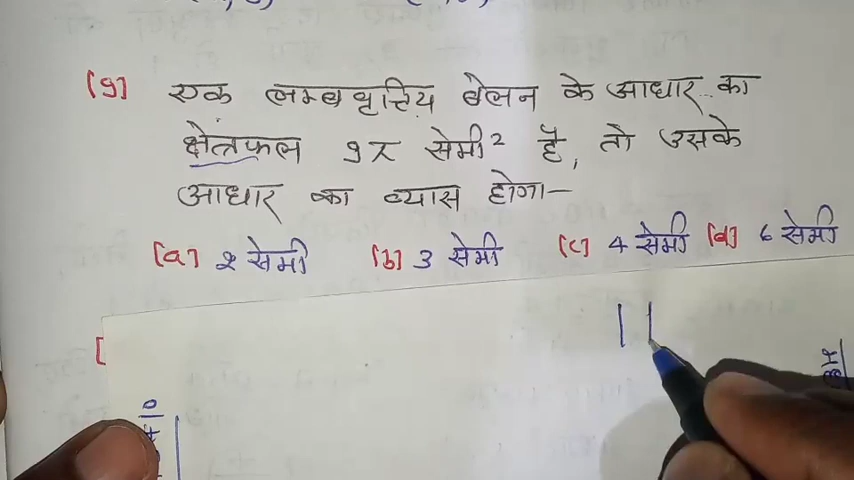 (9) एक लम्बवृत्तिय बेलन के आधार का
क्षेत्रफल 9π सेमी² है, तो उसके
आधार का व्यास होगा—
(a) 2 सेमी (b) 3 सेमी (c) 4 सेमी (d) 6 सेमी